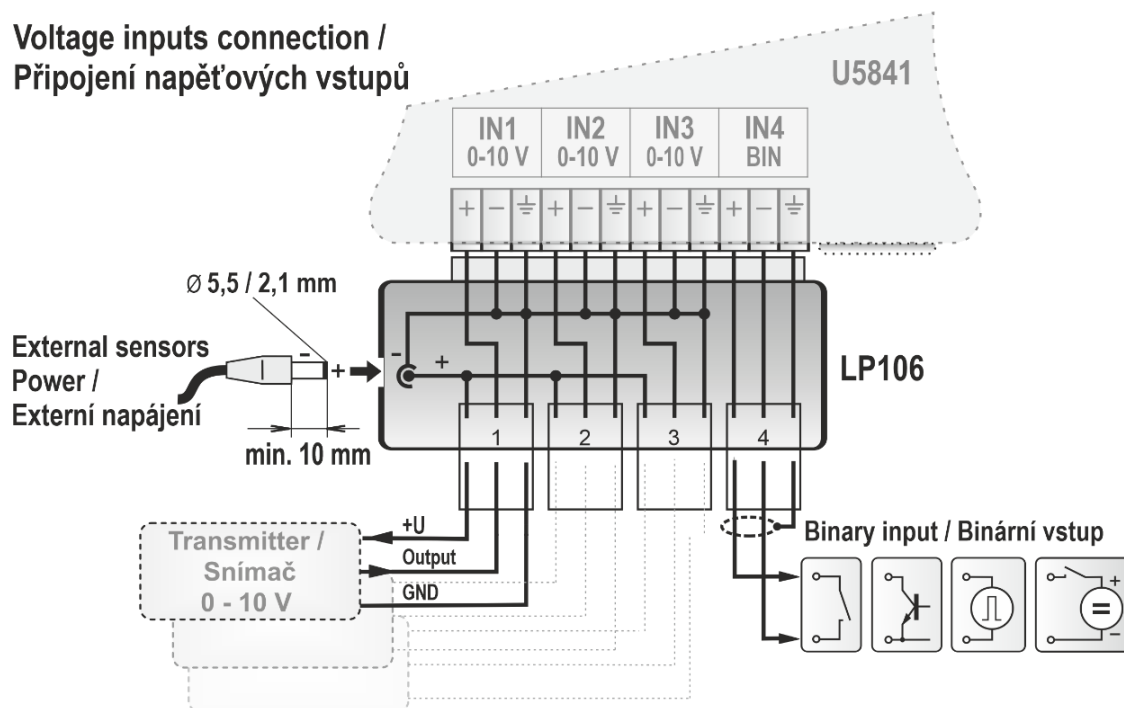 Voltage inputs connection /
Připojení napěťových vstupů
U5841
IN1 IN2 IN3 IN4
0-10 V 0-10 V 0-10 V BIN
+ − ⏚ + − ⏚ + − ⏚ + − ⏚
Ø 5,5 / 2,1 mm
External sensors
Power /
Externí napájení
- +
- +
min. 10 mm
LP106
1 2 3 4
+U
Output
GND
Transmitter /
Snímač
0 - 10 V
Binary input / Binární vstup
+
=
−